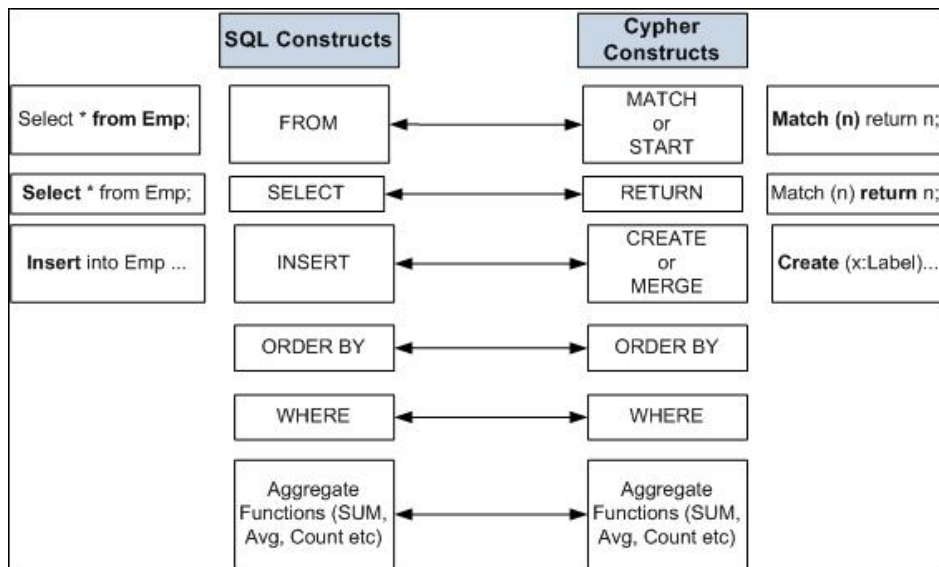 SQL Constructs
Cypher
Constructs
Select * from Emp;
FROM
MATCH
or
START
Match (n) return n;
Select * from Emp;
SELECT
RETURN
Match (n) return n;
Insert into Emp ...
INSERT
CREATE
or
MERGE
Create (x:Label)...
ORDER BY
ORDER BY
WHERE
WHERE
Aggregate
Functions (SUM,
Avg, Count etc)
Aggregate
Functions (SUM,
Avg, Count etc)